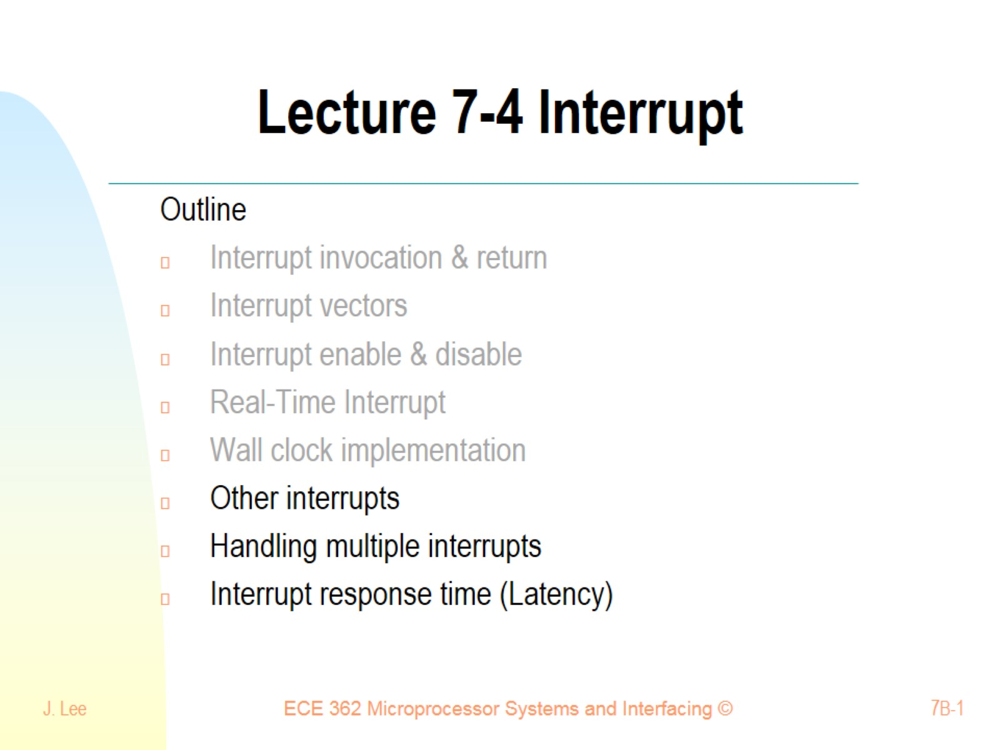 Lecture 7-4 Interrupt
Outline
Interrupt invocation & return
Interrupt vectors
Interrupt enable & disable
Real-Time Interrupt
Wall clock implementation
Other interrupts
Handling multiple interrupts
Interrupt response time (Latency)
J. Lee
ECE 362 Microprocessor Systems and Interfacing ©
7B-1